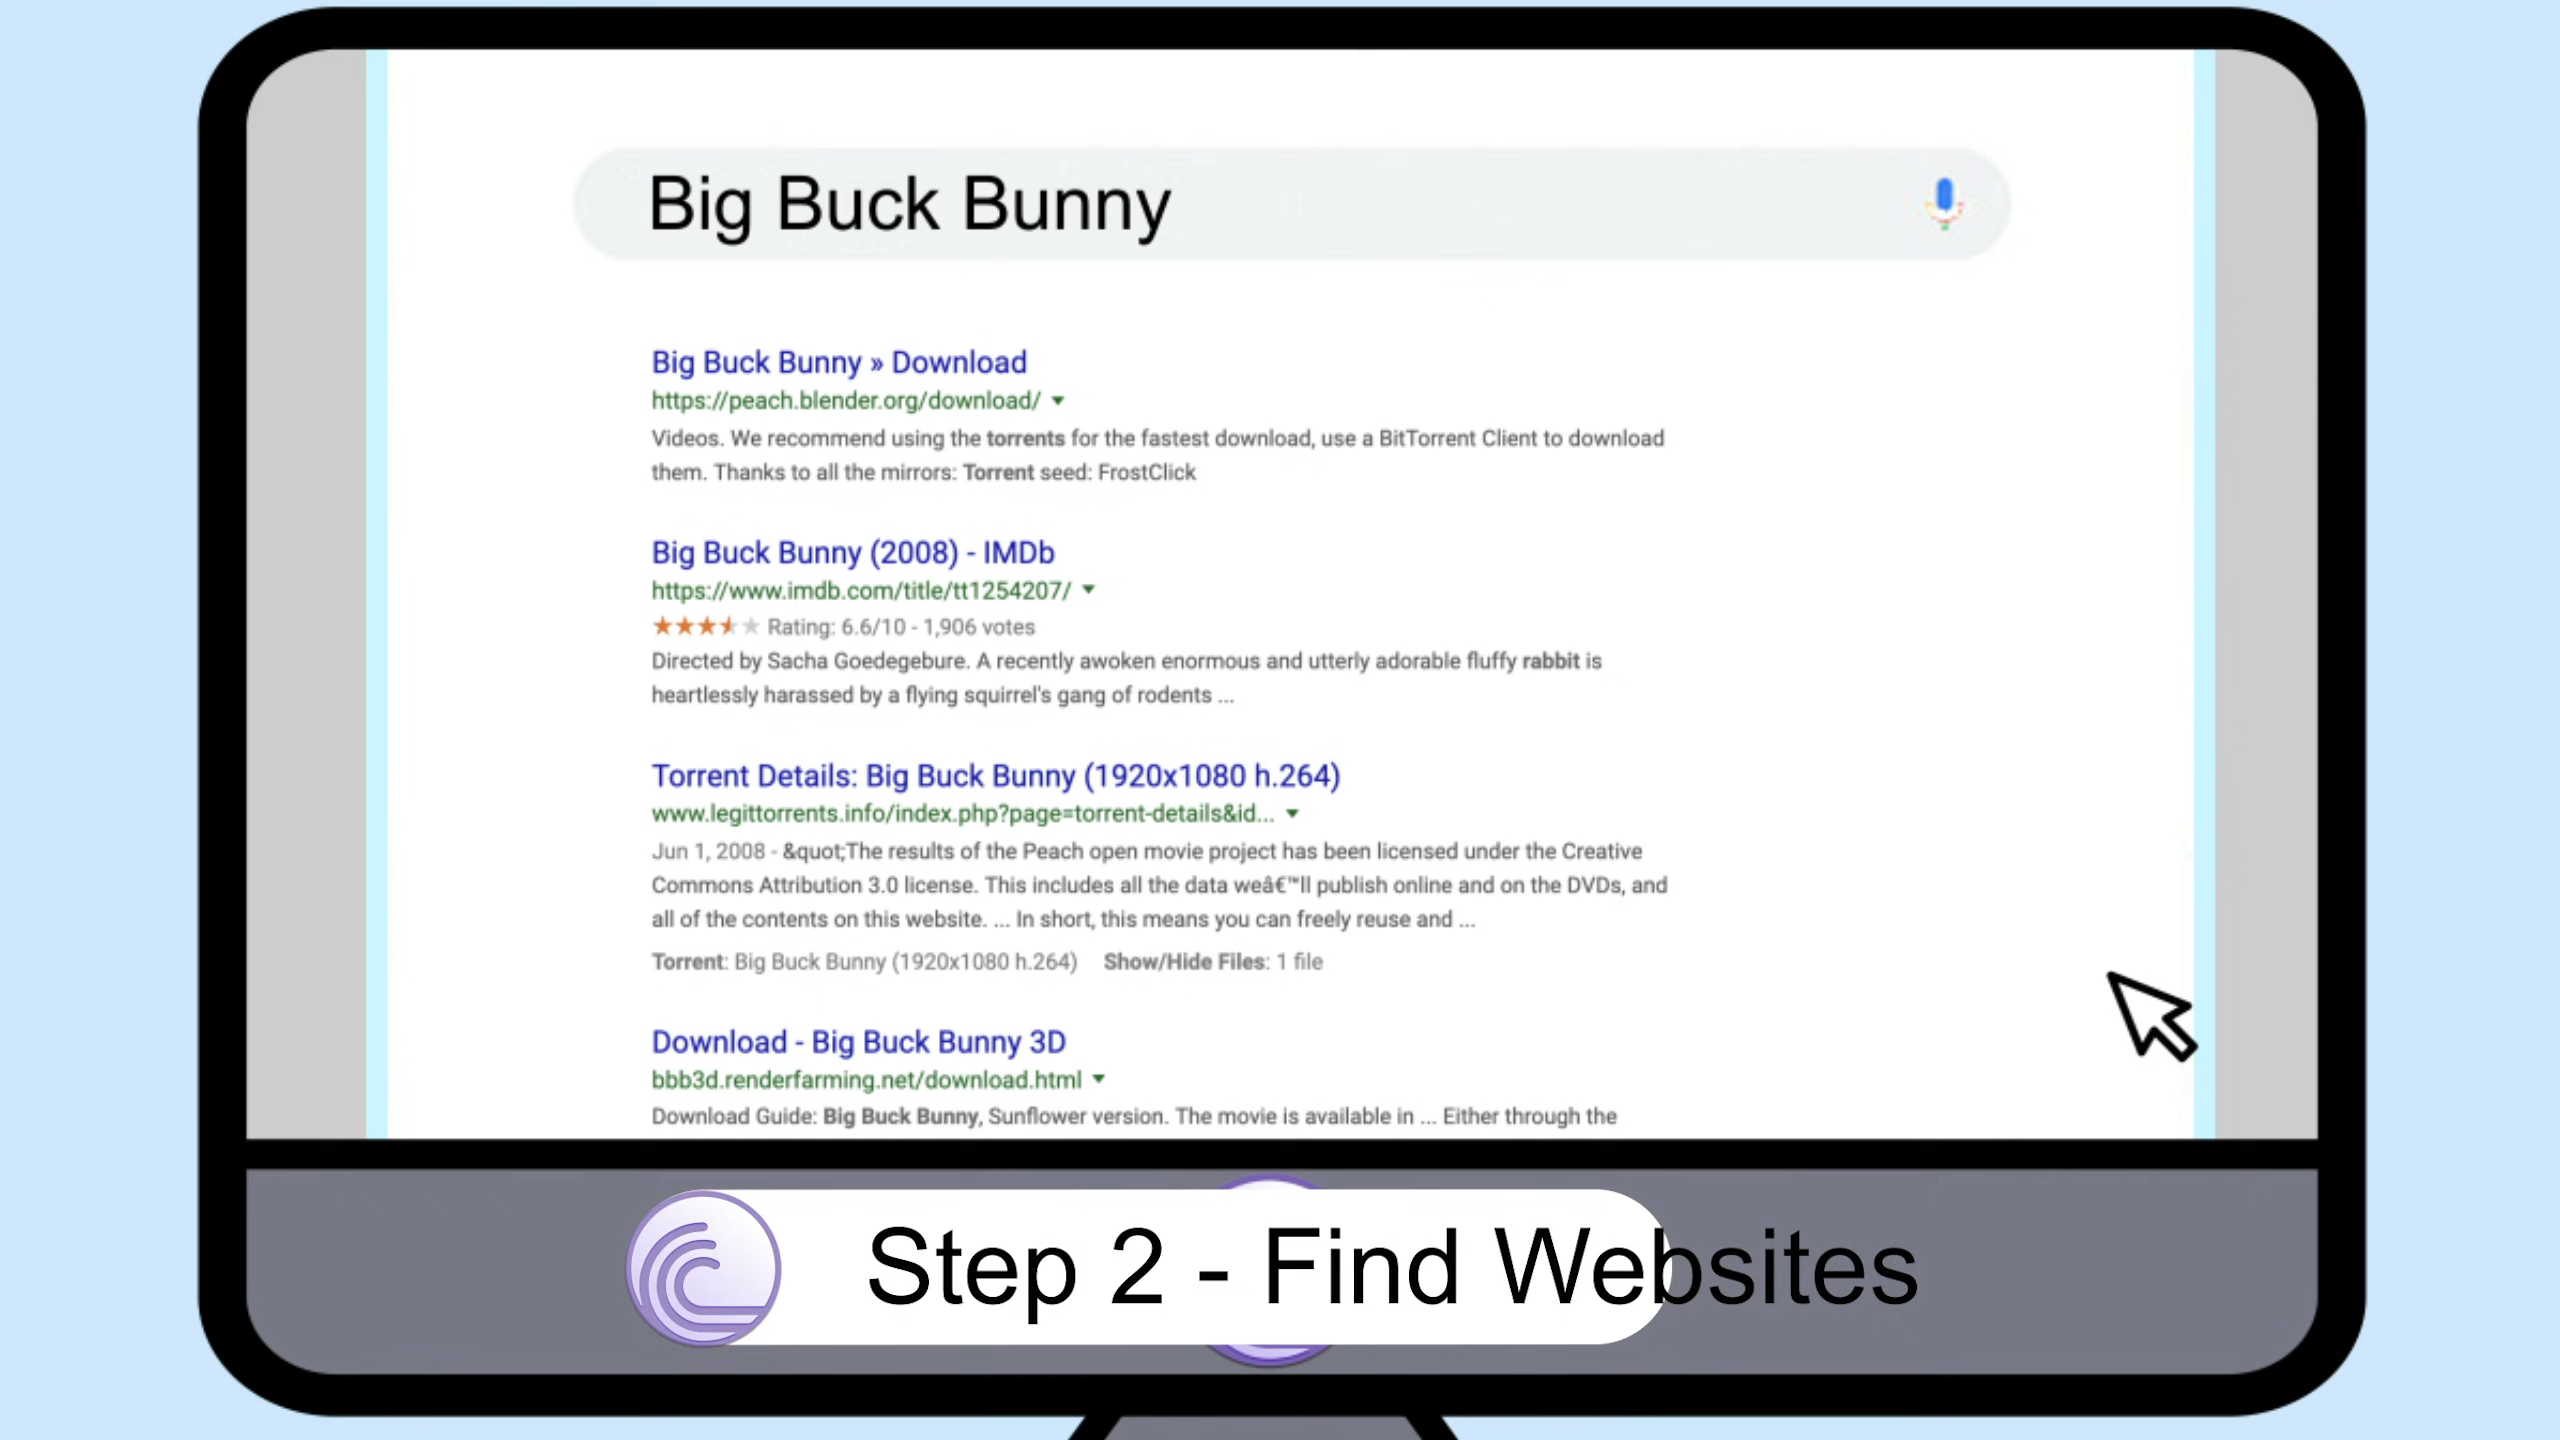 Big Buck Bunny
Big Buck Bunny » Download
https://peach.blender.org/download/
Videos. We recommend using the torrents for the fastest download, use a BitTorrent Client to download
them. Thanks to all the mirrors: Torrent seed: FrostClick
Big Buck Bunny (2008) - IMDb
https://www.imdb.com/title/tt1254207/
Rating: 6.6/10 - 1,906 votes
Directed by Sacha Goedegebure. A recently awoken enormous and utterly adorable fluffy rabbit is
heartlessly harassed by a flying squirrel's gang of rodents ...
Torrent Details: Big Buck Bunny (1920x1080 h.264)
www.legittorrents.info/index.php?page=torrent-details&id...
Jun 1, 2008 - &quot;The results of the Peach open movie project has been licensed under the Creative
Commons Attribution 3.0 license. This includes all the data weâ€™ll publish online and on the DVDs, and
all of the contents on this website. ... In short, this means you can freely reuse and ...
Torrent: Big Buck Bunny (1920x1080 h.264) Show/Hide Files: 1 file
Download - Big Buck Bunny 3D
bbb3d.renderfarming.net/download.html
Download Guide: Big Buck Bunny, Sunflower version. The movie is available in ... Either through the
Step 2 - Find Websites